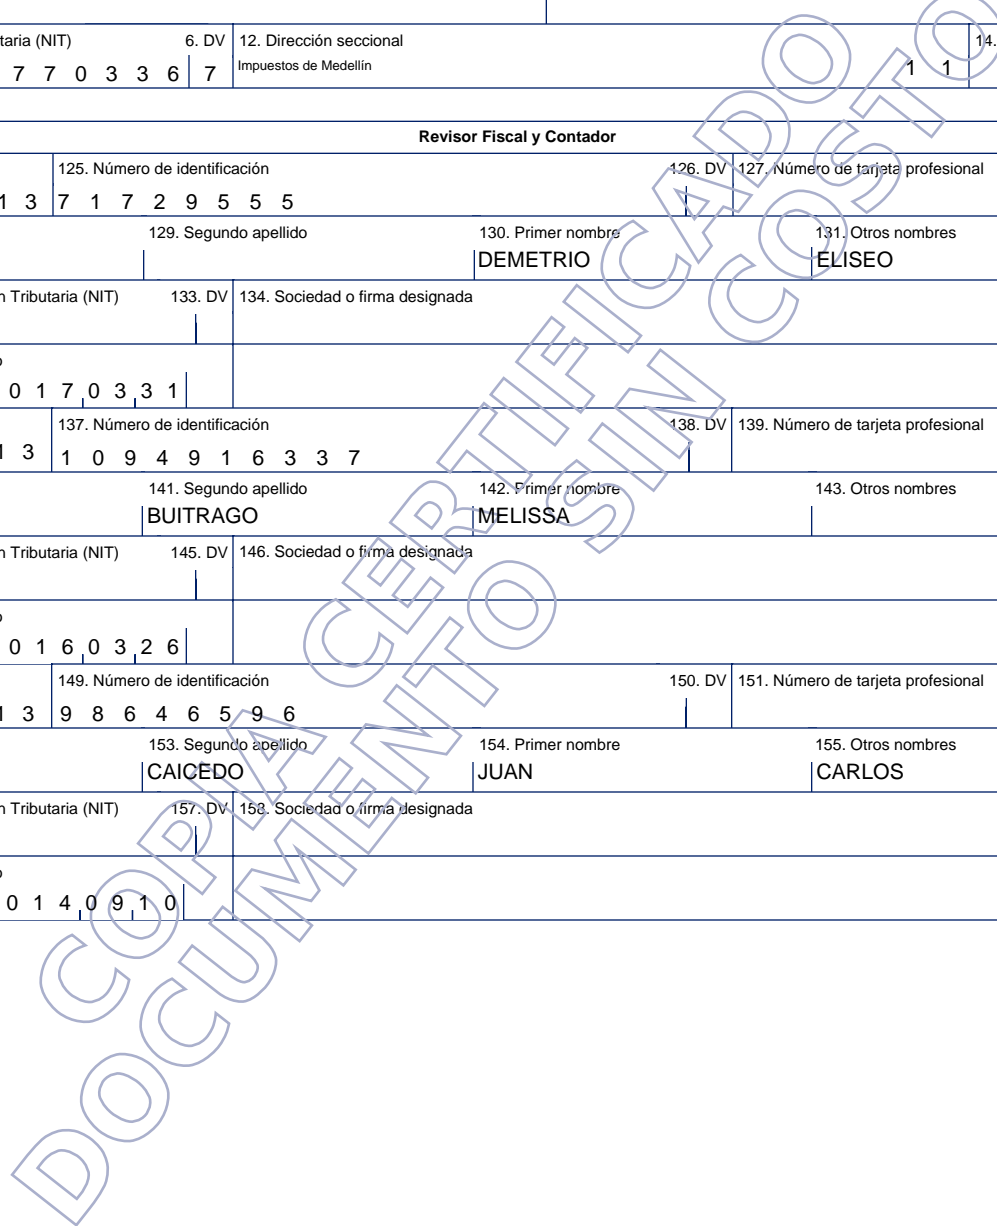 taria (NIT) 6. DV 12. Dirección seccional 14.
7 7 0 3 3 6 7 Impuestos de Medellín 1 1
Revisor Fiscal y Contador
125. Número de identificación 126. DV 127. Número de tarjeta profesional
1 3 7 1 7 2 9 5 5 5
129. Segundo apellido 130. Primer nombre 131. Otros nombres
DEMETRIO ELISEO
n Tributaria (NIT) 133. DV 134. Sociedad o firma designada
o
0 1 7 0 3 3 1
137. Número de identificación 138. DV 139. Número de tarjeta profesional
1 3 1 0 9 4 9 1 6 3 3 7
141. Segundo apellido 142. Primer nombre 143. Otros nombres
BUITRAGO MELISSA
n Tributaria (NIT) 145. DV 146. Sociedad o firma designada
o
0 1 6 0 3 2 6
149. Número de identificación 150. DV 151. Número de tarjeta profesional
1 3 9 8 6 4 6 5 9 6
153. Segundo apellido 154. Primer nombre 155. Otros nombres
CAICEDO JUAN CARLOS
n Tributaria (NIT) 157. DV 158. Sociedad o firma designada
o
0 1 4 0 9 1 0
COPIA CERTIFICADO
DOCUMENTO SIN COSTO